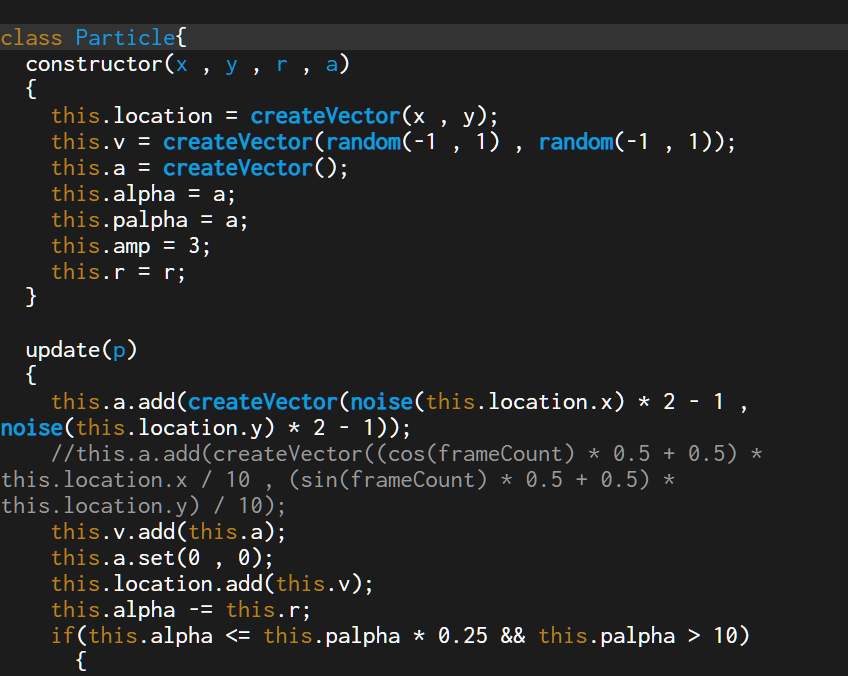 class Particle{
constructor(x , y , r , a)
{
this.location = createVector(x , y);
this.v = createVector(random(-1 , 1) , random(-1 , 1));
this.a = createVector();
this.alpha = a;
this.palpha = a;
this.amp = 3;
this.r = r;
}
update(p)
{
this.a.add(createVector(noise(this.location.x) * 2 - 1 ,
noise(this.location.y) * 2 - 1));
//this.a.add(createVector((cos(frameCount) * 0.5 + 0.5) *
this.location.x / 10 , (sin(frameCount) * 0.5 + 0.5) *
this.location.y) / 10);
this.v.add(this.a);
this.a.set(0 , 0);
this.location.add(this.v);
this.alpha -= this.r;
if(this.alpha <= this.palpha * 0.25 && this.palpha > 10)
{